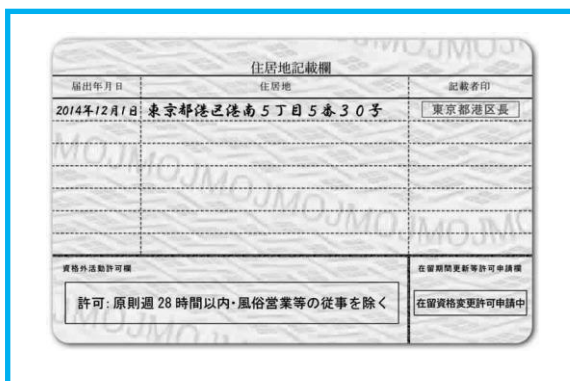 住居地記載欄
届出年月日 住居地 記載者印
2014年12月1日 東京都港区港南5丁目5番30号 東京都港区長
MOJMOJMOJMOJMOJMO
資格外活動許可欄 在留期間更新等許可申請欄
許可:原則週28時間以内・風俗営業等の従事を除く 在留資格変更許可申請中